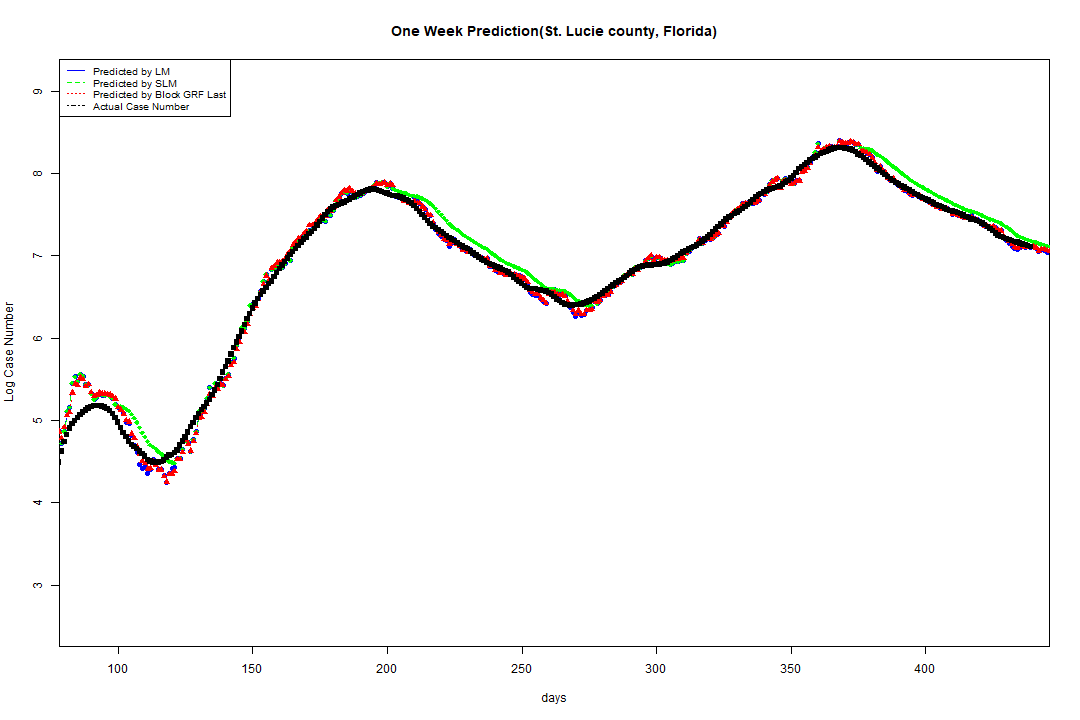 One Week Prediction(St. Lucie county, Florida)
Predicted by LM
Predicted by SLM
Predicted by Block GRF Last
Actual Case Number
9
8
7
6
5
4
3
Log Case Number
100 150 200 250 300 350 400
days